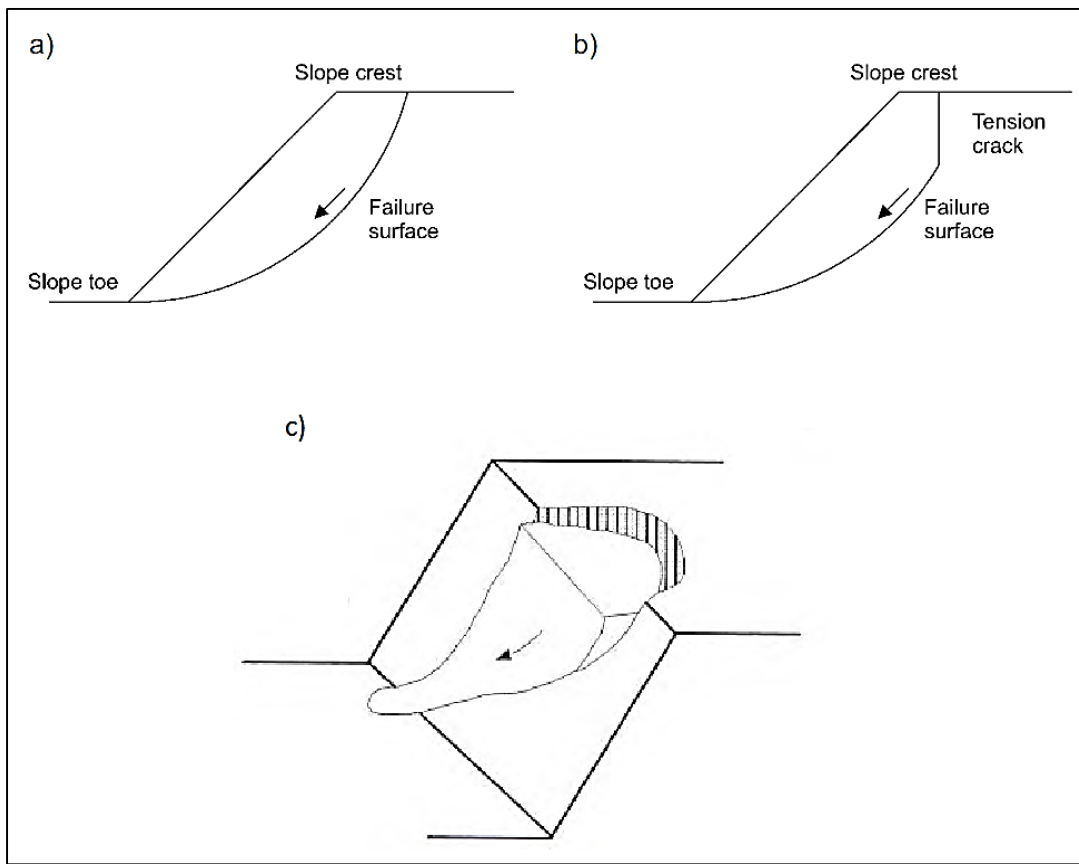 a)
Slope crest
Failure
surface
Slope toe
b)
Slope crest
Tension
crack
Failure
surface
Slope toe
c)